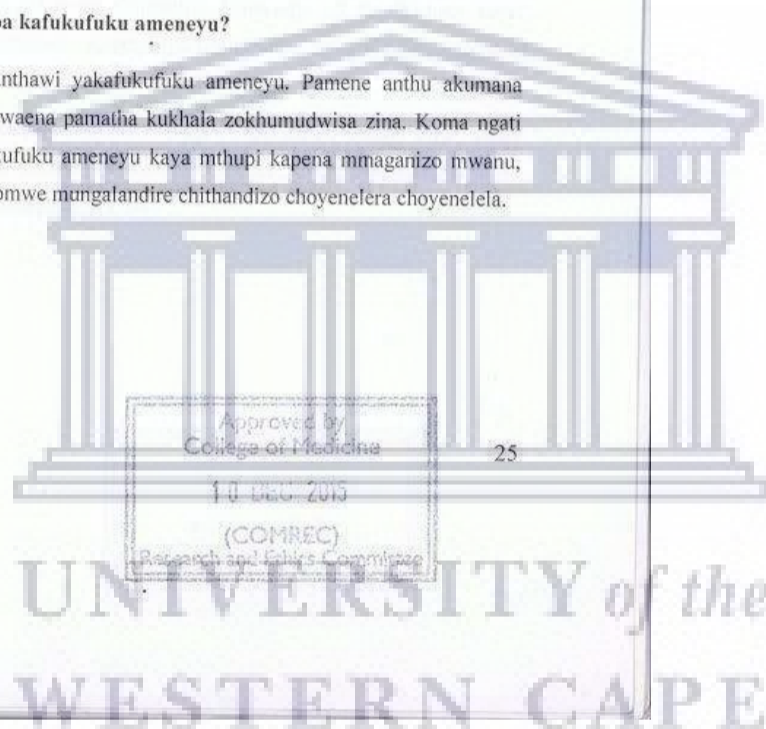 pa kafukufuku ameneyu?
nthawi yakafukufuku ameneyu. Pamene anthu akumana
waena pamatha kukhala zokhumudwisa zina. Koma ngati
kufuku ameneyu kaya mthupi kapena mmaganizo mwanu,
omwe mungalandire chithandizo choyenelera choyenelela.
Approved by
College of Medicine
10 DEC 2015
(COMREC)
Research and Ethics Committee
25
UNIVERSITY of the
WESTERN CAPE